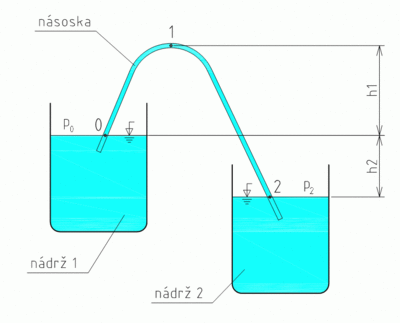 násoska
1
h1
p₀
0
h2
2
p₂
nádrž 1
nádrž 2